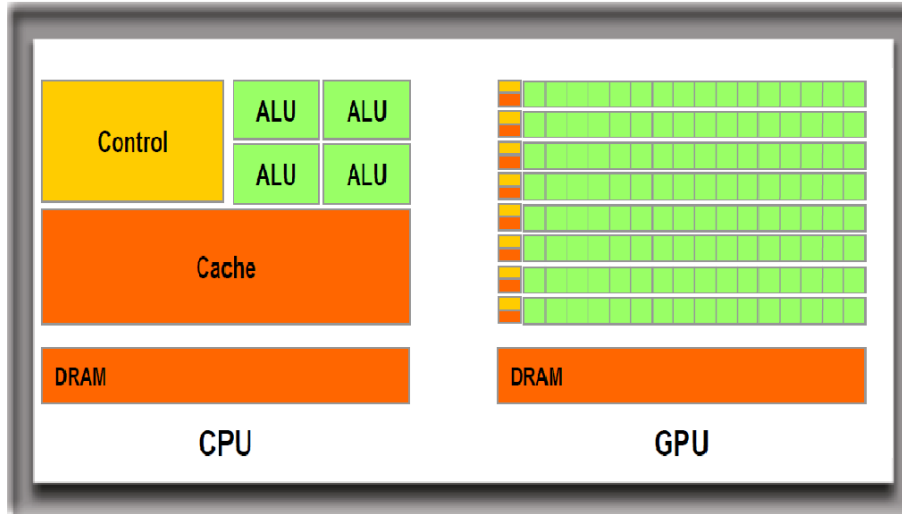 Control
ALU ALU
ALU ALU
Cache
DRAM
CPU
DRAM
GPU